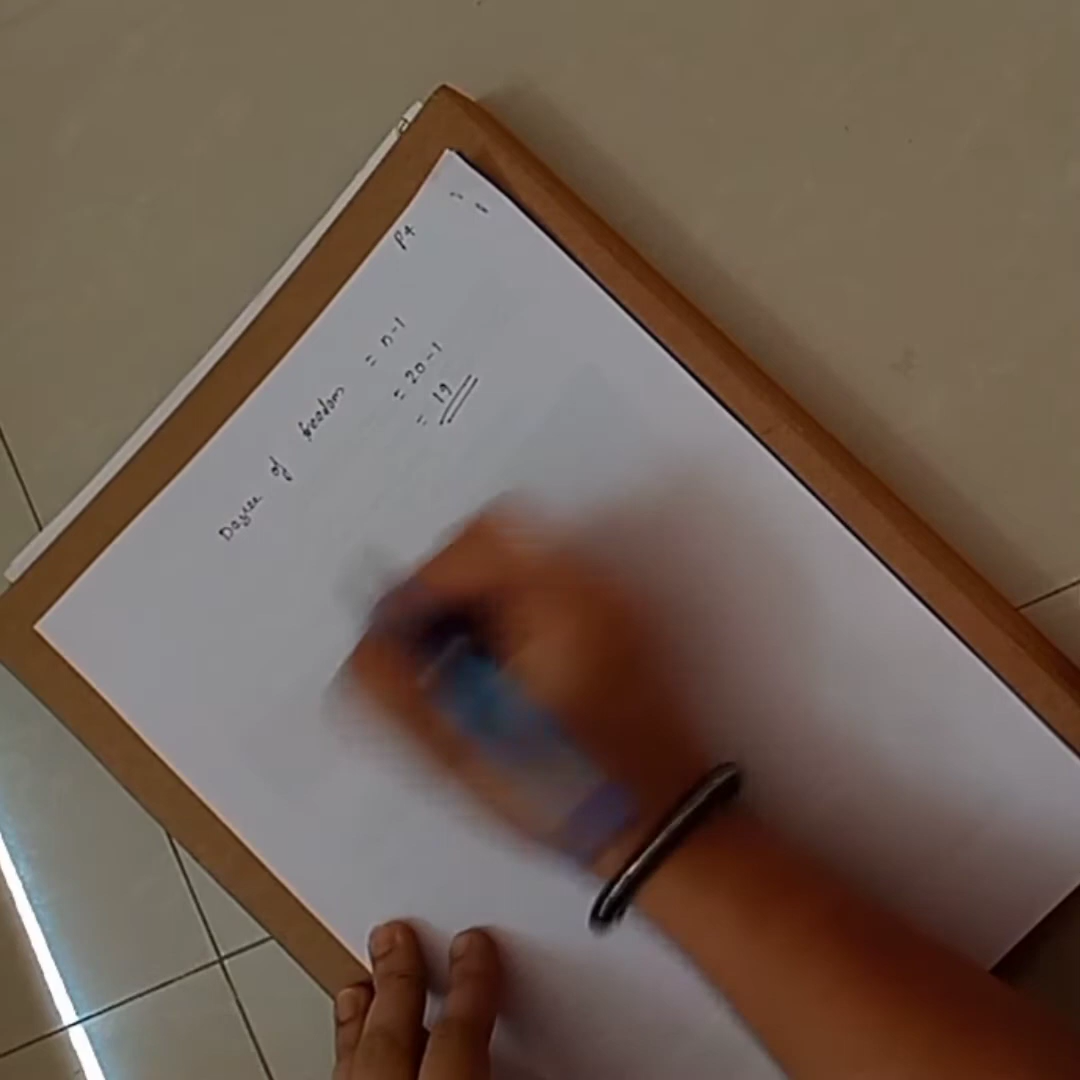 P4
Degree of freedom = n-1
= 20-1
= 19